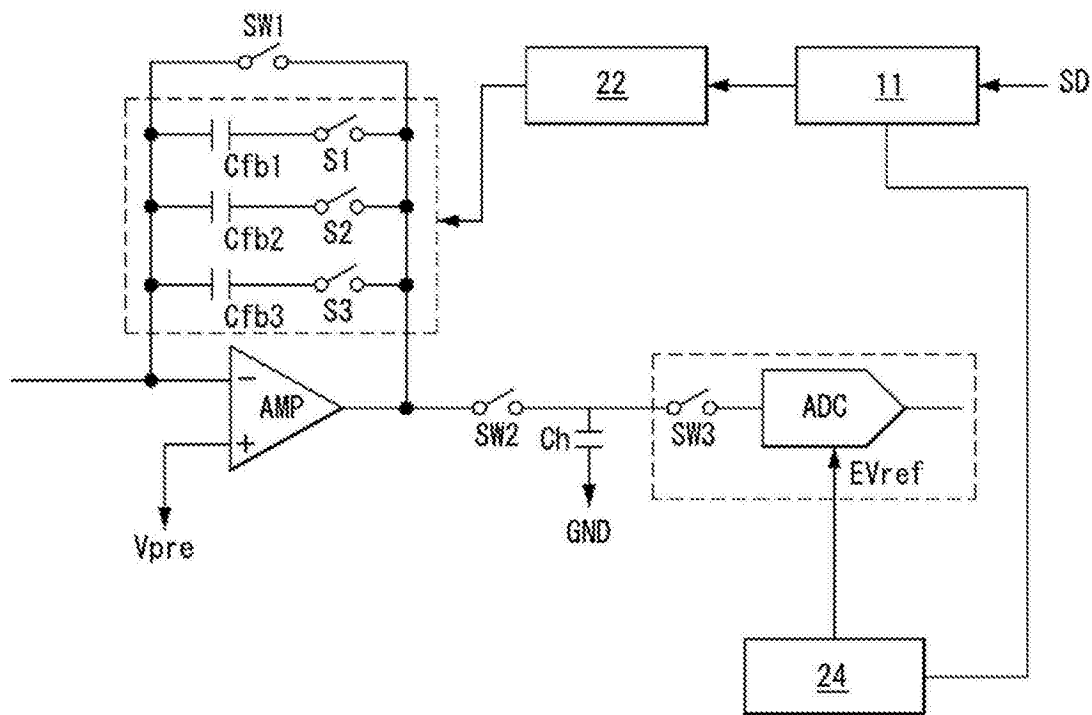 SW1
22
11
SD
Cfb1
S1
Cfb2
S2
Cfb3
S3
−
AMP
+
Vpre
SW2
Ch
GND
SW3
ADC
EVref
24